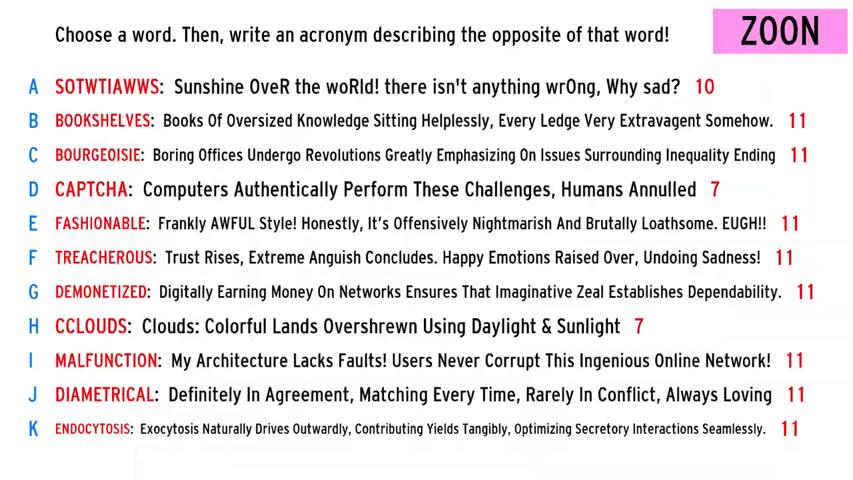 Choose a word. Then, write an acronym describing the opposite of that word!
ZOON
A SOTWTIAWWS: Sunshine OveR the woRld! there isn't anything wrOng, Why sad? 10
B BOOKSHELVES: Books Of Oversized Knowledge Sitting Helplessly, Every Ledge Very Extravagent Somehow. 11
C BOURGEOISIE: Boring Offices Undergo Revolutions Greatly Emphasizing On Issues Surrounding Inequality Ending 11
D CAPTCHA: Computers Authentically Perform These Challenges, Humans Annulled 7
E FASHIONABLE: Frankly AWFUL Style! Honestly, It's Offensively Nightmarish And Brutally Loathsome. EUGH!! 11
F TREACHEROUS: Trust Rises, Extreme Anguish Concludes. Happy Emotions Raised Over, Undoing Sadness! 11
G DEMONETIZED: Digitally Earning Money On Networks Ensures That Imaginative Zeal Establishes Dependability. 11
H CCLOUDS: Clouds: Colorful Lands Overshrewn Using Daylight & Sunlight 7
I MALFUNCTION: My Architecture Lacks Faults! Users Never Corrupt This Ingenious Online Network! 11
J DIAMETRICAL: Definitely In Agreement, Matching Every Time, Rarely In Conflict, Always Loving 11
K ENDOCYTOSIS: Exocytosis Naturally Drives Outwardly, Contributing Yields Tangibly, Optimizing Secretory Interactions Seamlessly. 11